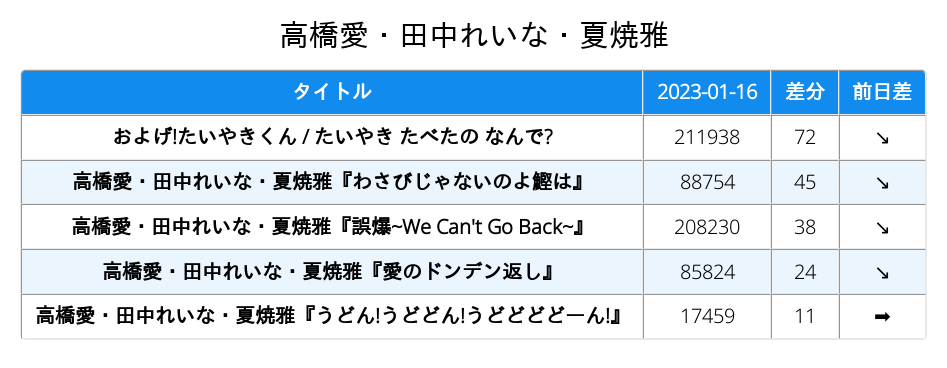 高橋愛・田中れいな・夏焼雅
タイトル 2023-01-16 差分 前日差
およげ!たいやきくん / たいやき たべたの なんで? 211938 72 ↘
高橋愛・田中れいな・夏焼雅『わさびじゃないのよ鰹は』 88754 45 ↘
高橋愛・田中れいな・夏焼雅『誤爆~We Can't Go Back~』 208230 38 ↘
高橋愛・田中れいな・夏焼雅『愛のドンデン返し』 85824 24 ↘
高橋愛・田中れいな・夏焼雅『うどん!うどどん!うどどどどーん!』 17459 11 ➡